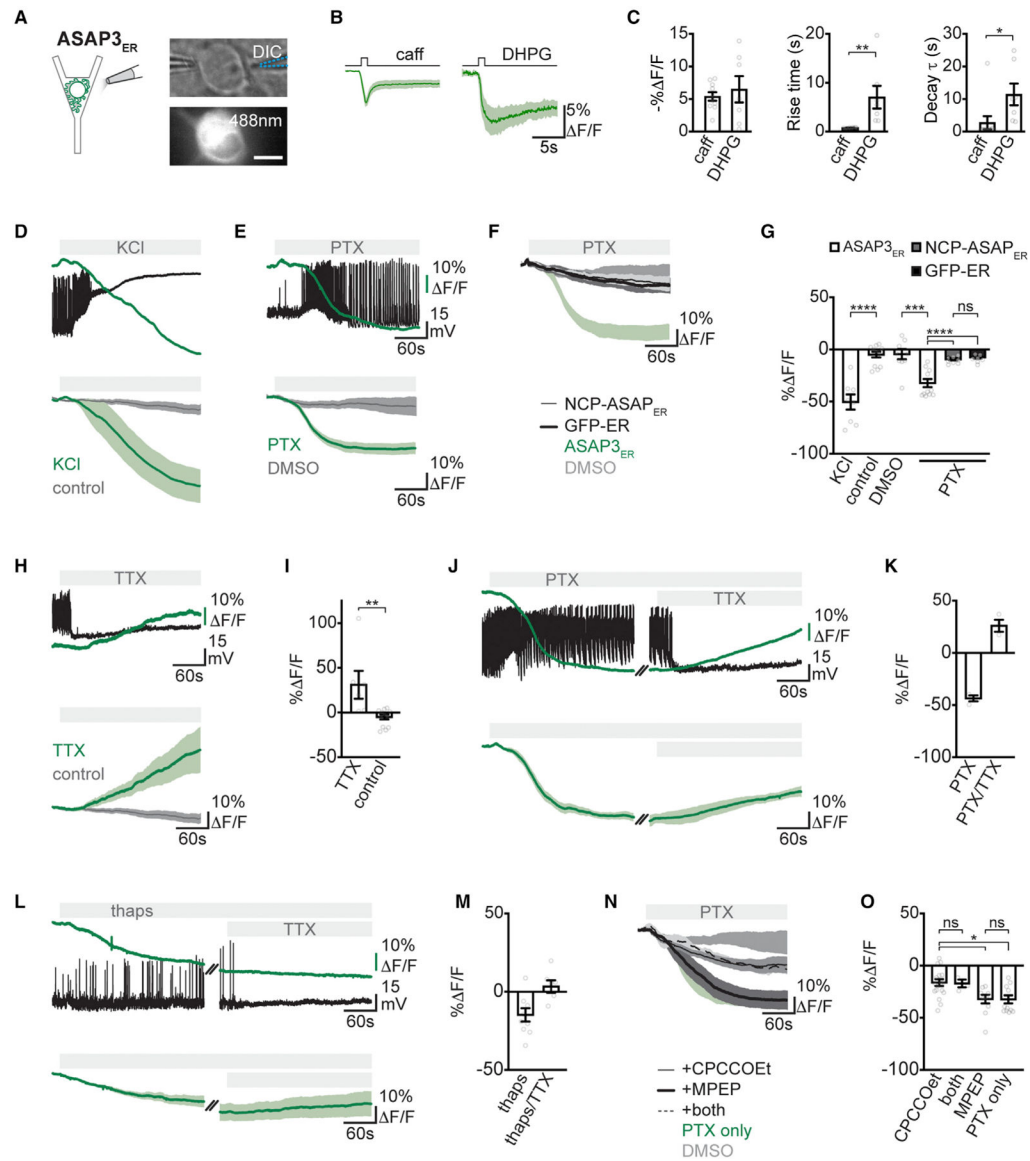 A
ASAP3ER
DIC
488nm
B
caff
DHPG
5%
ΔF/F
5s
C
-%ΔF/F
15
10
5
0
caff
DHPG
Rise time (s)
20
10
0
**
caff
DHPG
Decay τ (s)
30
20
10
0
*
caff
DHPG
D
KCl
KCl
control
E
PTX
10%
ΔF/F
15
mV
60s
PTX
DMSO
10%
ΔF/F
60s
F
PTX
10%
ΔF/F
60s
NCP-ASAPER
GFP-ER
ASAP3ER
DMSO
G
ASAP3ER
NCP-ASAPER
GFP-ER
%ΔF/F
50
0
-50
-100
****
***
****
ns
KCl
control
DMSO
PTX
H
TTX
10%
ΔF/F
15
mV
60s
TTX
control
10%
ΔF/F
60s
I
%ΔF/F
100
50
0
-50
**
TTX
control
J
PTX
TTX
10%
ΔF/F
15
mV
60s
10%
ΔF/F
60s
K
%ΔF/F
50
0
-50
-100
PTX
PTX/TTX
L
thaps
TTX
10%
ΔF/F
15
mV
60s
10%
ΔF/F
60s
M
%ΔF/F
50
0
-50
thaps
thaps/TTX
N
PTX
10%
ΔF/F
60s
+CPCCOEt
+MPEP
+both
PTX only
DMSO
O
%ΔF/F
50
0
-50
-100
ns
ns
*
CPCCOet
both
MPEP
PTX only